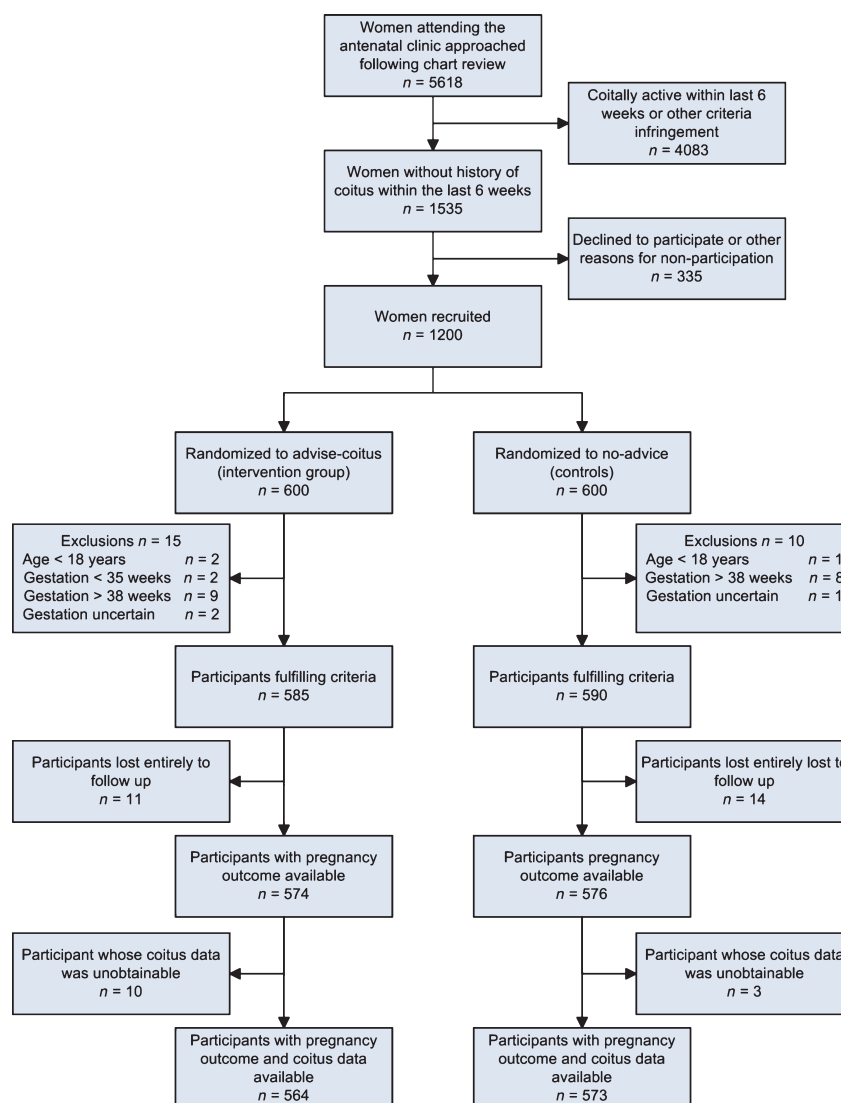 Women attending the
antenatal clinic approached
following chart review
n = 5618
Coitally active within last 6
weeks or other criteria
infringement
n = 4083
Women without history of
coitus within the last 6 weeks
n = 1535
Declined to participate or other
reasons for non-participation
n = 335
Women recruited
n = 1200
Randomized to advise-coitus
(intervention group)
n = 600
Randomized to no-advice
(controls)
n = 600
Exclusions n = 15
Age < 18 years n = 2
Gestation < 35 weeks n = 2
Gestation > 38 weeks n = 9
Gestation uncertain n = 2
Exclusions n = 10
Age < 18 years n = 1
Gestation > 38 weeks n = 8
Gestation uncertain n = 1
Participants fulfilling criteria
n = 585
Participants fulfilling criteria
n = 590
Participants lost entirely to
follow up
n = 11
Participants lost entirely lost to
follow up
n = 14
Participants with pregnancy
outcome available
n = 574
Participants pregnancy
outcome available
n = 576
Participant whose coitus data
was unobtainable
n = 10
Participant whose coitus data
was unobtainable
n = 3
Participants with pregnancy
outcome and coitus data
available
n = 564
Participants with pregnancy
outcome and coitus data
available
n = 573